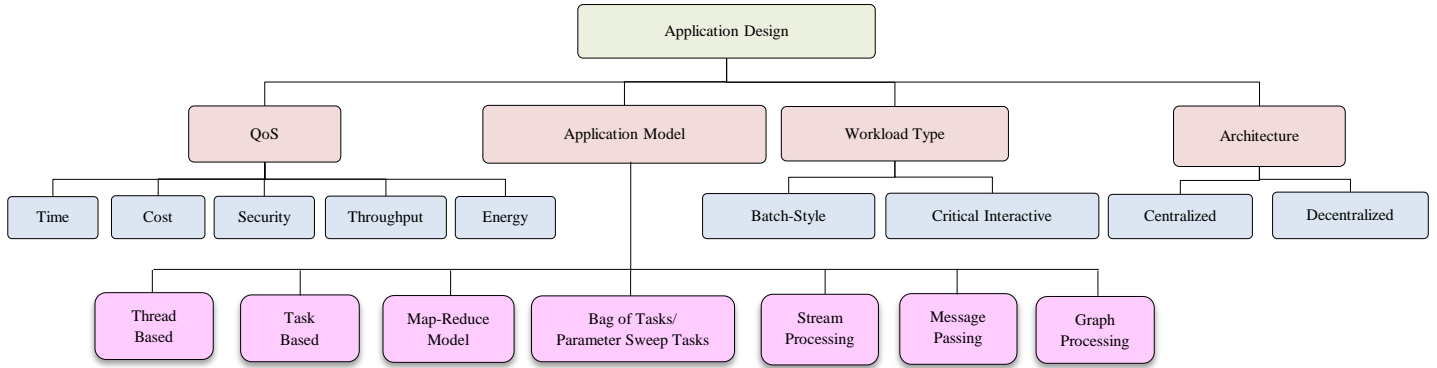 Application Design
QoS
Application Model
Workload Type
Architecture
Time
Cost
Security
Throughput
Energy
Batch-Style
Critical Interactive
Centralized
Decentralized
Thread
Based
Task
Based
Map-Reduce
Model
Bag of Tasks/
Parameter Sweep Tasks
Stream
Processing
Message
Passing
Graph
Processing